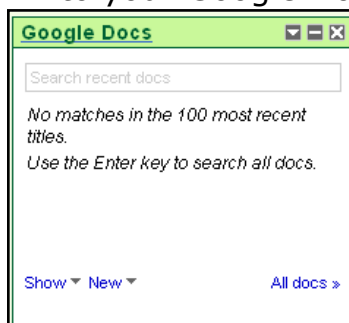 Google Docs
Search recent docs
No matches in the 100 most recent
titles.
Use the Enter key to search all docs.
Show New All docs »